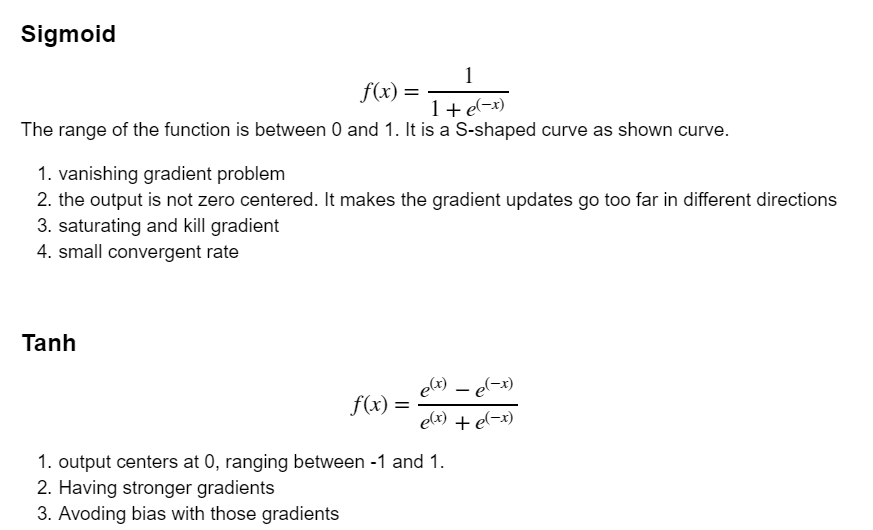 Sigmoid
f(x) = 1 / (1 + e^(−x))
The range of the function is between 0 and 1. It is a S-shaped curve as shown curve.
1. vanishing gradient problem
2. the output is not zero centered. It makes the gradient updates go too far in different directions
3. saturating and kill gradient
4. small convergent rate
Tanh
f(x) = (e^(x) − e^(−x)) / (e^(x) + e^(−x))
1. output centers at 0, ranging between -1 and 1.
2. Having stronger gradients
3. Avoding bias with those gradients